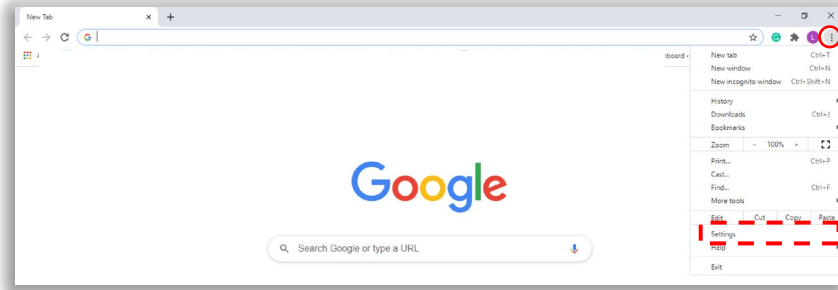 New Tab
G
L
board
New tab Ctrl+T
New window Ctrl+N
New incognito window Ctrl+Shift+N
History
Downloads Ctrl+J
Bookmarks
Zoom - 100% +
Print... Ctrl+P
Cast...
Find... Ctrl+F
More tools
Edit Cut Copy Paste
Settings
Help
Exit
Google
Search Google or type a URL